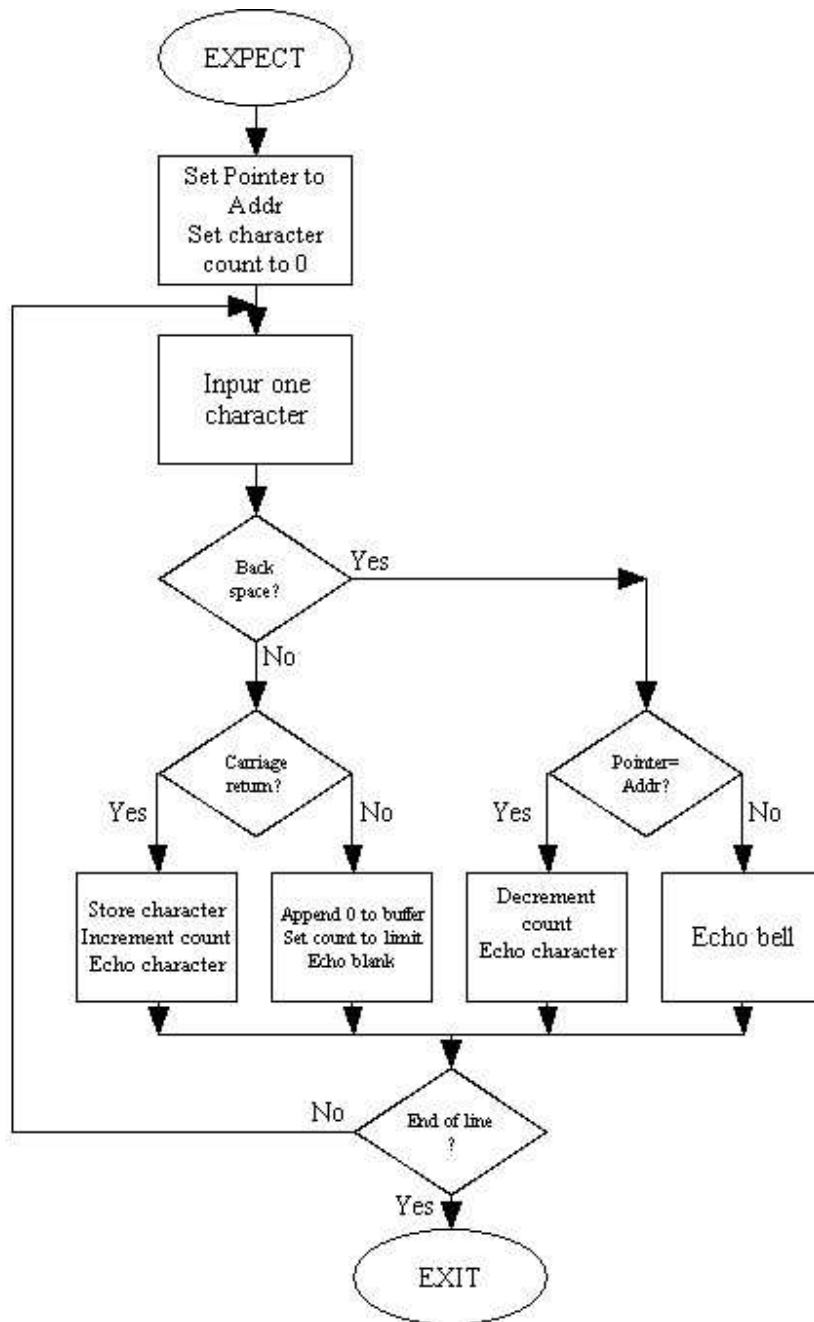 EXPECT
Set Pointer to
Addr
Set character
count to 0
Inpur one
character
Back
space?
Yes
No
Carriage
return?
Yes
No
Pointer=
Addr?
Yes
No
Store character
Increment count
Echo character
Append 0 to buffer
Set count to limit
Echo blank
Decrement
count
Echo character
Echo bell
End of line
?
No
Yes
EXIT